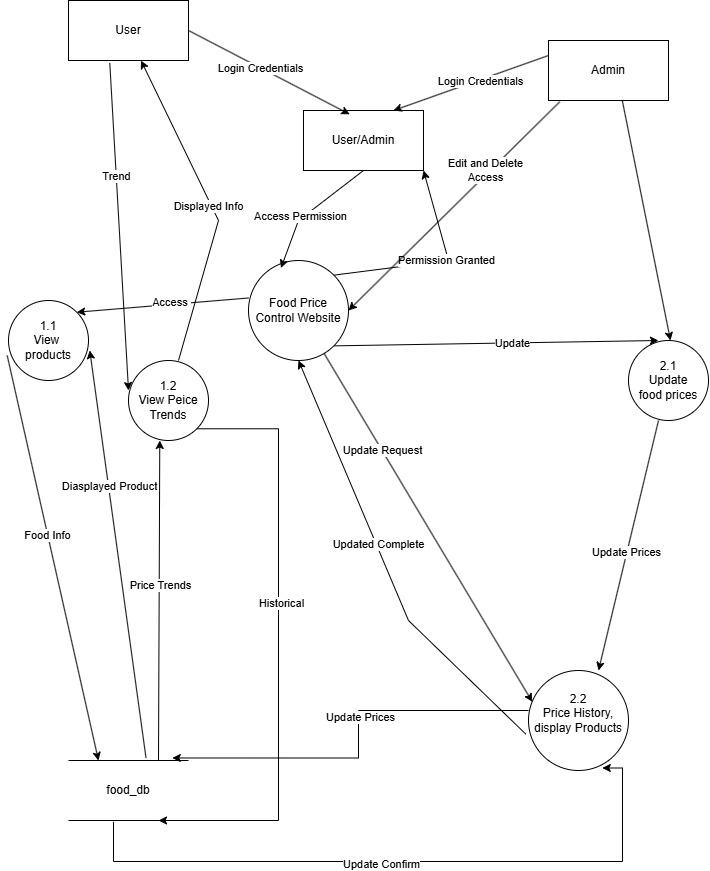 User
Admin
Login Credentials
Login Credentials
User/Admin
Edit and Delete
Access
Trend
Displayed Info
Access Permission
Permission Granted
Food Price
Control Website
Access
1.1
View
products
Update
2.1
Update
food prices
1.2
View Peice
Trends
Update Request
Diasplayed Product
Food Info
Updated Complete
Update Prices
Price Trends
Historical
2.2
Price History,
display Products
Update Prices
food_db
Update Confirm